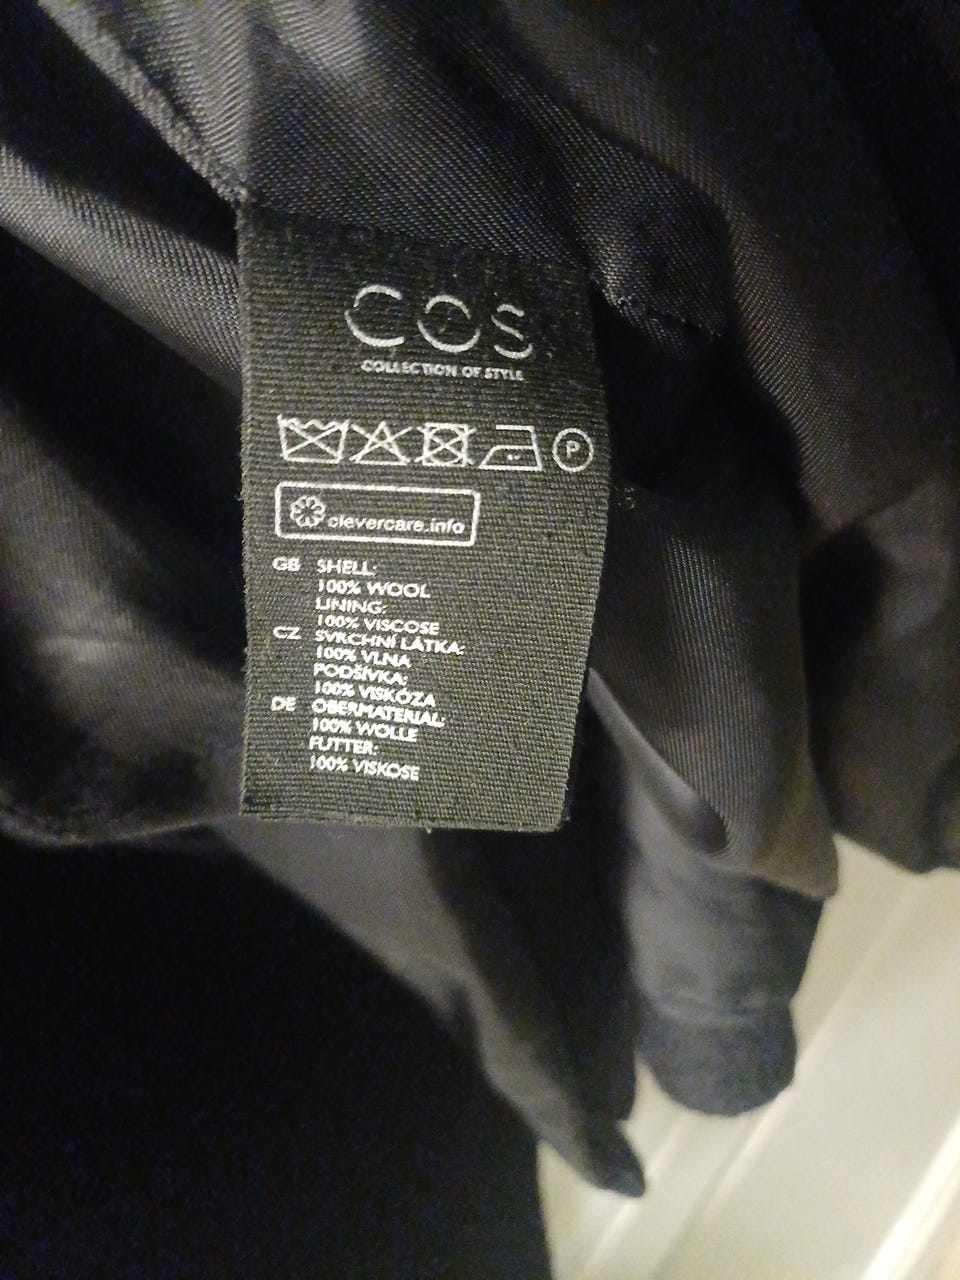 COS
COLLECTION OF STYLE
P
clevercare.info
GB SHELL:
100% WOOL
LINING:
100% VISCOSE
CZ SVRCHNÍ LÁTKA:
100% VLNA
PODŠÍVKA:
100% VISKÓZA
DE OBERMATERIAL:
100% WOLLE
FUTTER:
100% VISKOSE